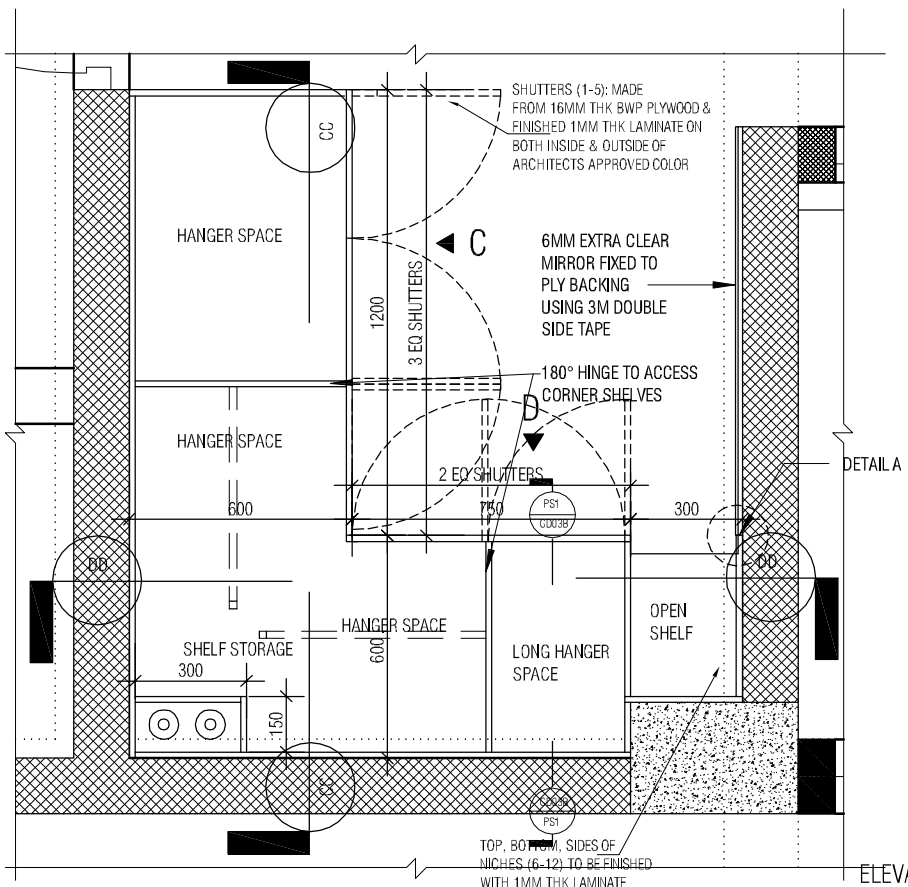 SHUTTERS (1-5): MADE
FROM 16MM THK BWP PLYWOOD &
FINISHED 1MM THK LAMINATE ON
BOTH INSIDE & OUTSIDE OF
ARCHITECTS APPROVED COLOR
CC
HANGER SPACE
C
6MM EXTRA CLEAR
MIRROR FIXED TO
PLY BACKING
USING 3M DOUBLE
SIDE TAPE
1200
3 EQ SHUTTERS
180° HINGE TO ACCESS
CORNER SHELVES
D
HANGER SPACE
2 EQ SHUTTERS
DETAIL A
600
750
300
PS1
CD03B
DD
DD
OPEN
SHELF
HANGER SPACE
SHELF STORAGE
600
LONG HANGER
SPACE
300
150
CC
CD03B
PS1
TOP, BOTTOM, SIDES OF
NICHES (6-12) TO BE FINISHED
WITH 1MM THK LAMINATE